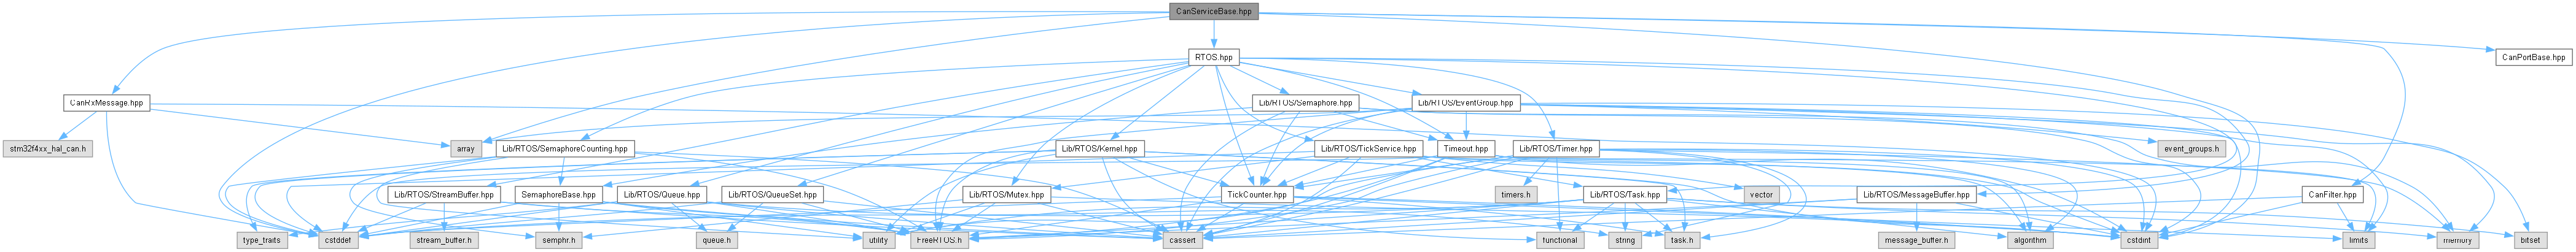 CanServiceBase.hpp
RTOS.hpp
CanPortBase.hpp
CanRxMessage.hpp
Lib/RTOS/Semaphore.hpp
Lib/RTOS/EventGroup.hpp
stm32f4xx_hal_can.h
array
Lib/RTOS/SemaphoreCounting.hpp
Lib/RTOS/Kernel.hpp
Lib/RTOS/TickService.hpp
Timeout.hpp
Lib/RTOS/Timer.hpp
event_groups.h
Lib/RTOS/StreamBuffer.hpp
SemaphoreBase.hpp
Lib/RTOS/Queue.hpp
Lib/RTOS/QueueSet.hpp
Lib/RTOS/Mutex.hpp
TickCounter.hpp
timers.h
Lib/RTOS/Task.hpp
vector
Lib/RTOS/MessageBuffer.hpp
CanFilter.hpp
type_traits
cstddef
stream_buffer.h
semphr.h
queue.h
utility
FreeRTOS.h
cassert
functional
string
task.h
message_buffer.h
algorithm
cstdint
limits
memory
bitset